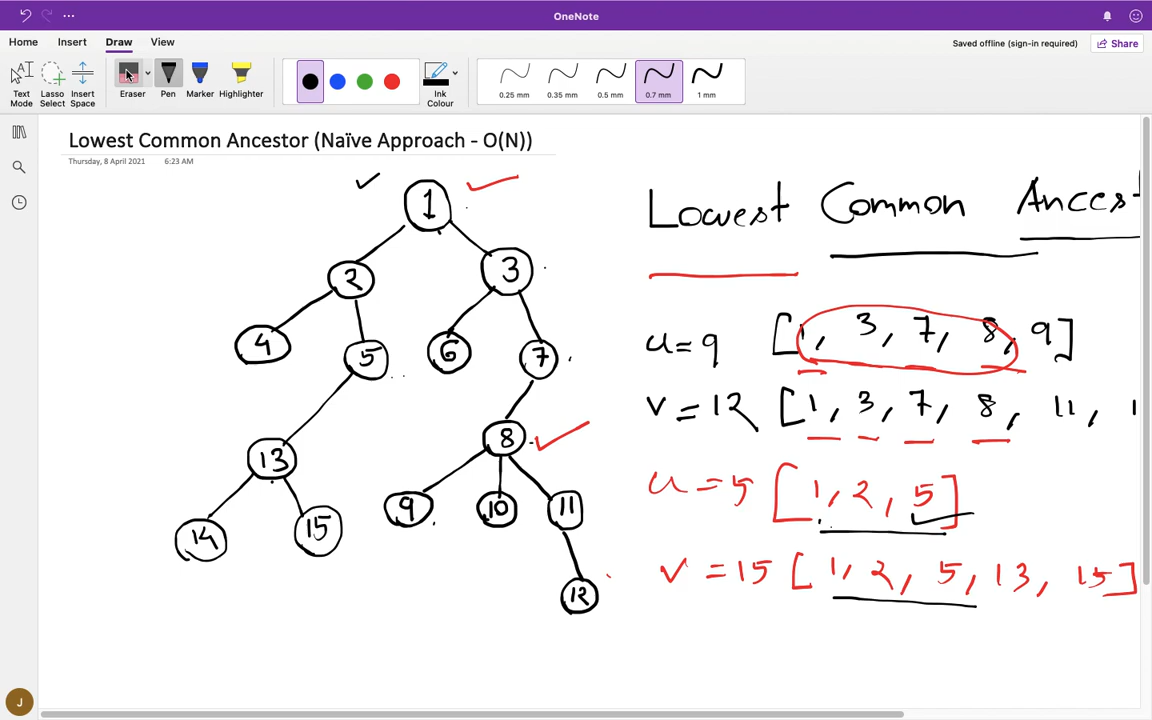 OneNote
Home Insert Draw View
Saved offline (sign-in required) Share
Text Mode
Lasso Select
Insert Space
Eraser
Pen
Marker
Highlighter
Ink Colour
0.25 mm
0.35 mm
0.5 mm
0.7 mm
1 mm
Lowest Common Ancestor (Naïve Approach - O(N))
Thursday, 8 April 2021 6:23 AM
1
2
3
4
5
6
7
8
13
9
10
11
14
15
12
Lowest Common Ancest
u=9 [1, 3, 7, 8, 9]
v=12 [1, 3, 7, 8, 11, 1
u=5 [1, 2, 5]
v=15 [1, 2, 5, 13, 15]
J